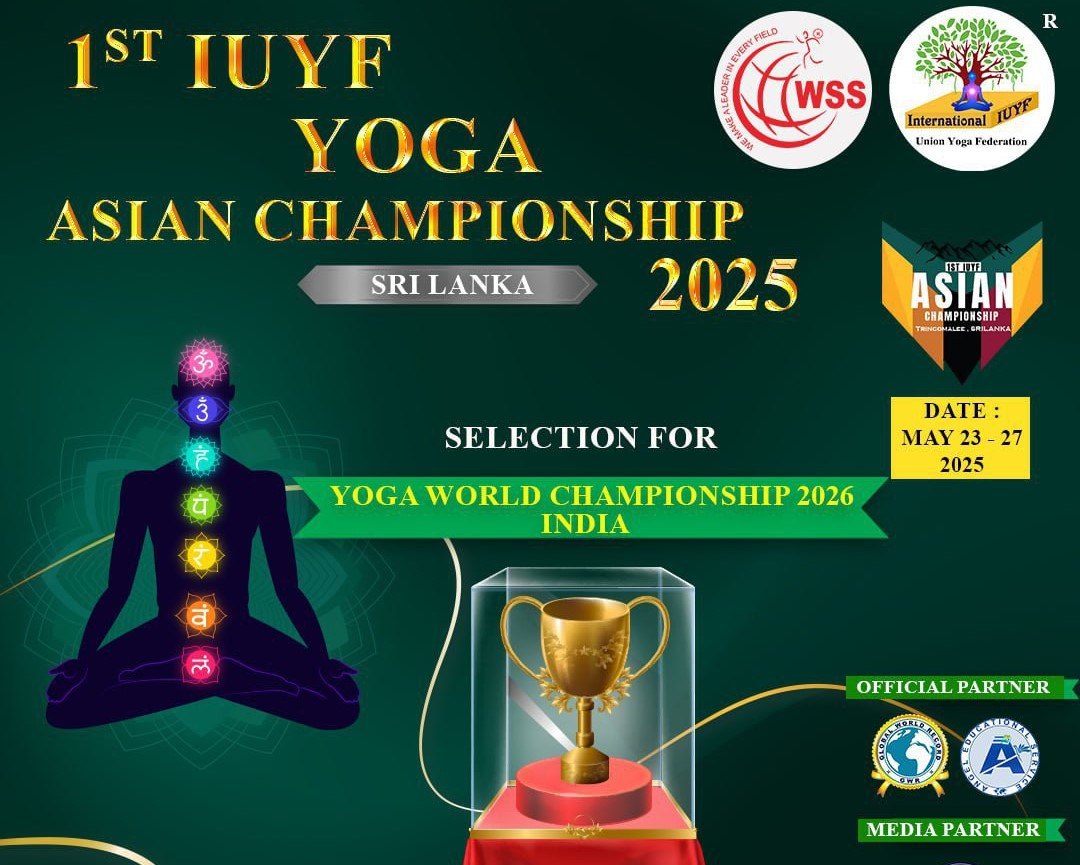 1ST IUYF
YOGA
ASIAN CHAMPIONSHIP
SRI LANKA
2025
WE MAKE A LEADER IN EVERY FIELD
WSS
R
International IUYF
Union Yoga Federation
1ST IUYF
ASIAN
CHAMPIONSHIP
TRINCOMALEE , SRILANKA
DATE :
MAY 23 - 27
2025
SELECTION FOR
YOGA WORLD CHAMPIONSHIP 2026
INDIA
ॐ
हं
यं
रं
वं
लं
OFFICIAL PARTNER
GLOBAL WORLD RECORD
GWR
ANGEL EDUCATIONAL SERVICE
A
MEDIA PARTNER